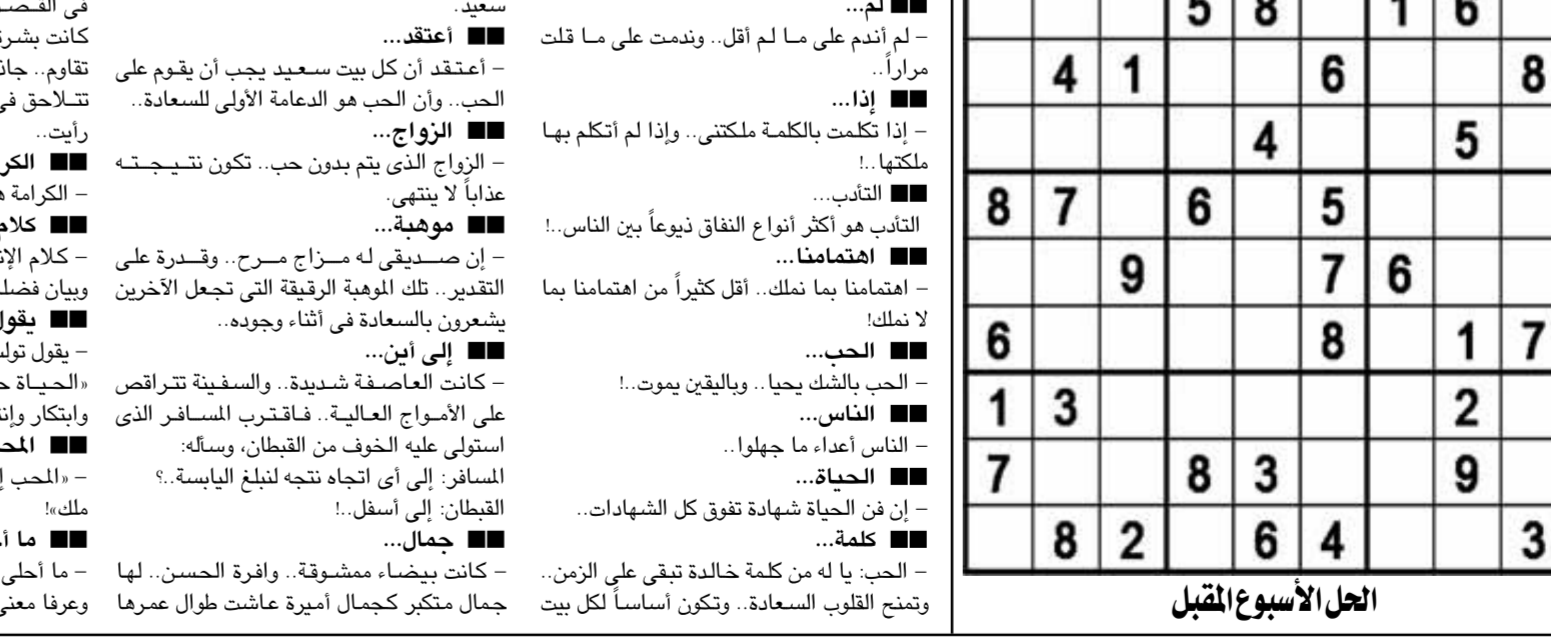 5 8 1 6
4 1 6 8
4 5
8 7 6 5
9 7 6
6 8 1 7
1 3 2
7 8 3 9
8 2 6 4 3
الحل الأسبوع المقبل
■■ لم...
– لم أندم على ما لم أقل.. وندمت على ما قلت
مراراً..
■■ إذا...
– إذا تكلمت بالكلمة ملكتنى.. وإذا لم أتكلم بها
ملكتها..!
■■ التأدب...
التأدب هو أكثر أنواع النفاق ذيوعاً بين الناس..!
■■ اهتمامنا...
– اهتمامنا بما نملك.. أقل كثيراً من اهتمامنا بما
لا نملك!
■■ الحب...
– الحب بالشك يحيا.. وباليقين يموت..!
■■ الناس...
– الناس أعداء ما جهلوا..
■■ الحياة...
– إن فن الحياة شهادة تفوق كل الشهادات..
■■ كلمة...
– الحب: يا له من كلمة خالدة تبقى على الزمن..
وتمنح القلوب السعادة.. وتكون أساساً لكل بيت
سعيد.
■■ أعتقد...
– أعتقد أن كل بيت سعيد يجب أن يقوم على
الحب.. وأن الحب هو الدعامة الأولى للسعادة..
■■ الزواج...
– الزواج الذى يتم بدون حب.. تكون نتيجته
عذاباً لا ينتهى.
■■ موهبة...
– إن صديقى له مزاج مرح.. وقدرة على
التقدير.. تلك الموهبة الرقيقة التى تجعل الآخرين
يشعرون بالسعادة فى أثناء وجوده..
■■ إلى أين...
– كانت العاصفة شديدة.. والسفينة تتراقص
على الأمواج العالية.. فاقترب المسافر الذى
استولى عليه الخوف من القبطان، وسأله:
المسافر: إلى أى اتجاه نتجه لنبلغ اليابسة..؟
القبطان: إلى أسفل..!
■■ جمال...
– كانت بيضاء ممشوقة.. وافرة الحسن.. لها
جمال متكبر كجمال أميرة عاشت طوال عمرها
فى
كانت
تقاوم..
تتلاحق فى
رأيت..
■■
– الكرامة
■■ كلام
– كلام
وبيان
■■
– يقول
«الحياة
وابتكار
■■
– «المحب
ملك»!
■■ ما
– ما أحلى
وعرفا